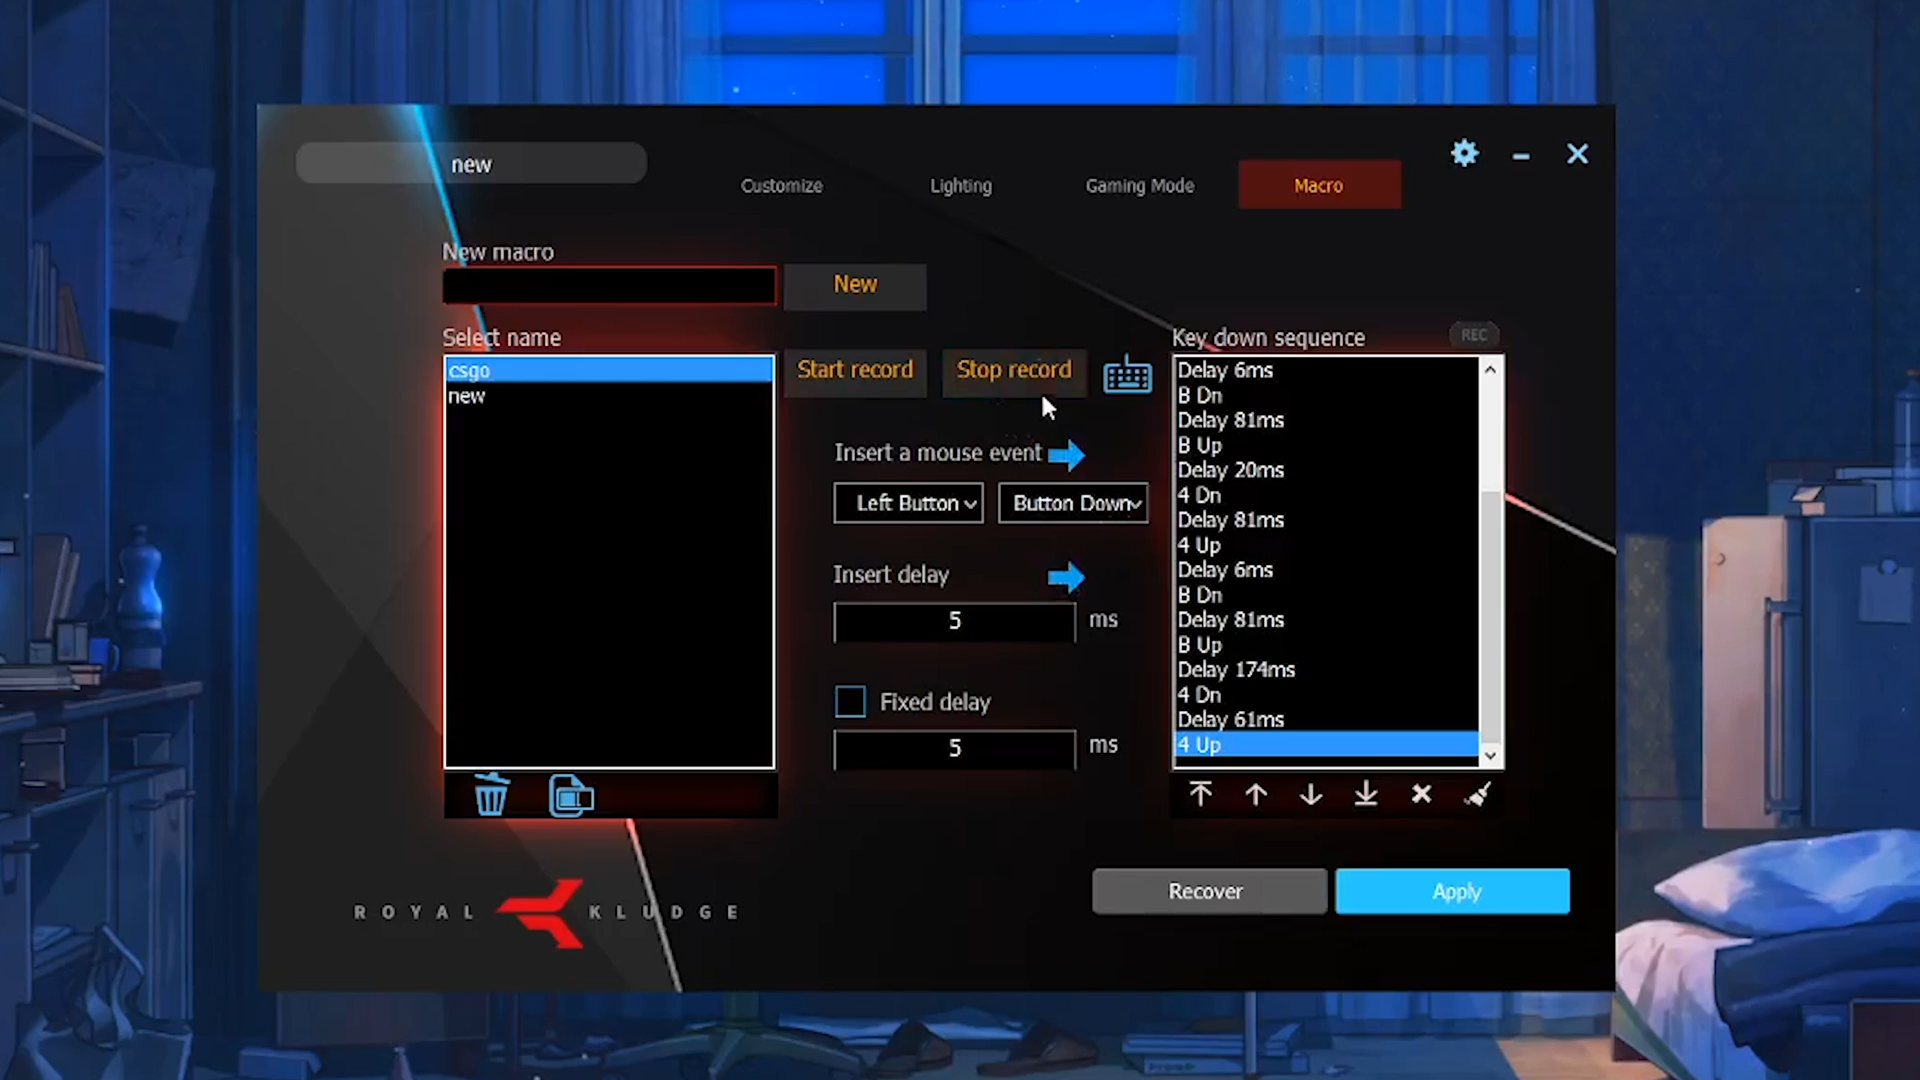 new
Customize
Lighting
Gaming Mode
Macro
New macro
New
Select name
csgo
new
Start record
Stop record
Insert a mouse event
Left Button
Button Down
Insert delay
5
ms
Fixed delay
5
ms
Key down sequence
REC
Delay 6ms
B Dn
Delay 81ms
B Up
Delay 20ms
4 Dn
Delay 81ms
4 Up
Delay 6ms
B Dn
Delay 81ms
B Up
Delay 174ms
4 Dn
Delay 61ms
4 Up
Recover
Apply
ROYAL KLUDGE